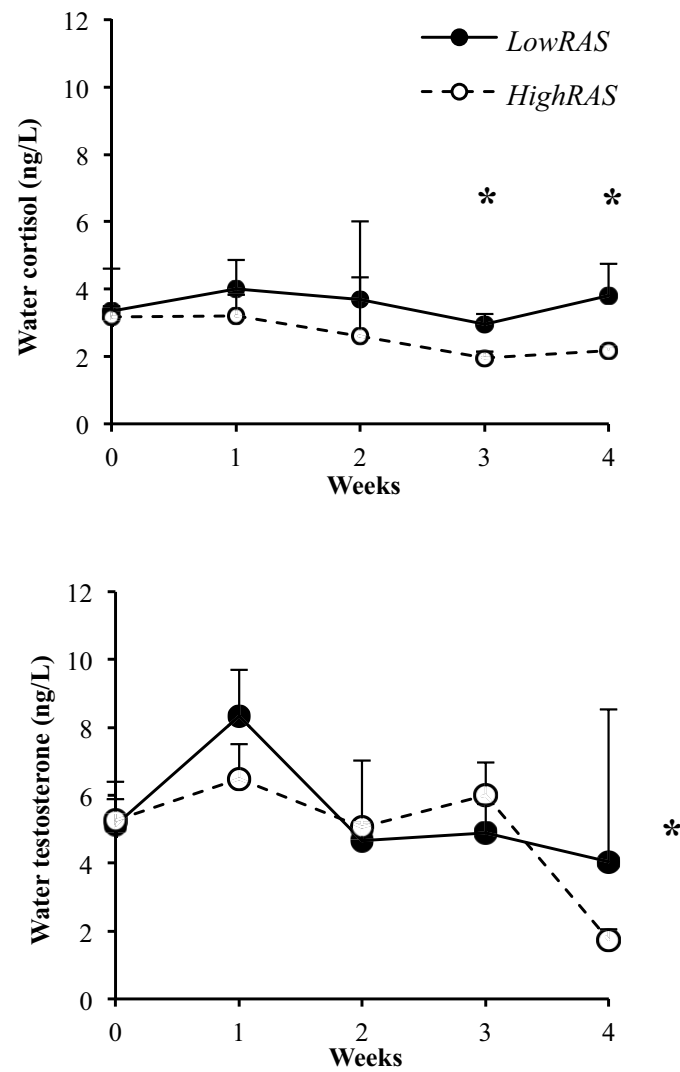 12
LowRAS
10
HighRAS
8
Water cortisol (ng/L)
* *
6
4
2
0
0 1 2 3 4
Weeks
12
10
8
Water testosterone (ng/L)
6
*
4
2
0
0 1 2 3 4
Weeks